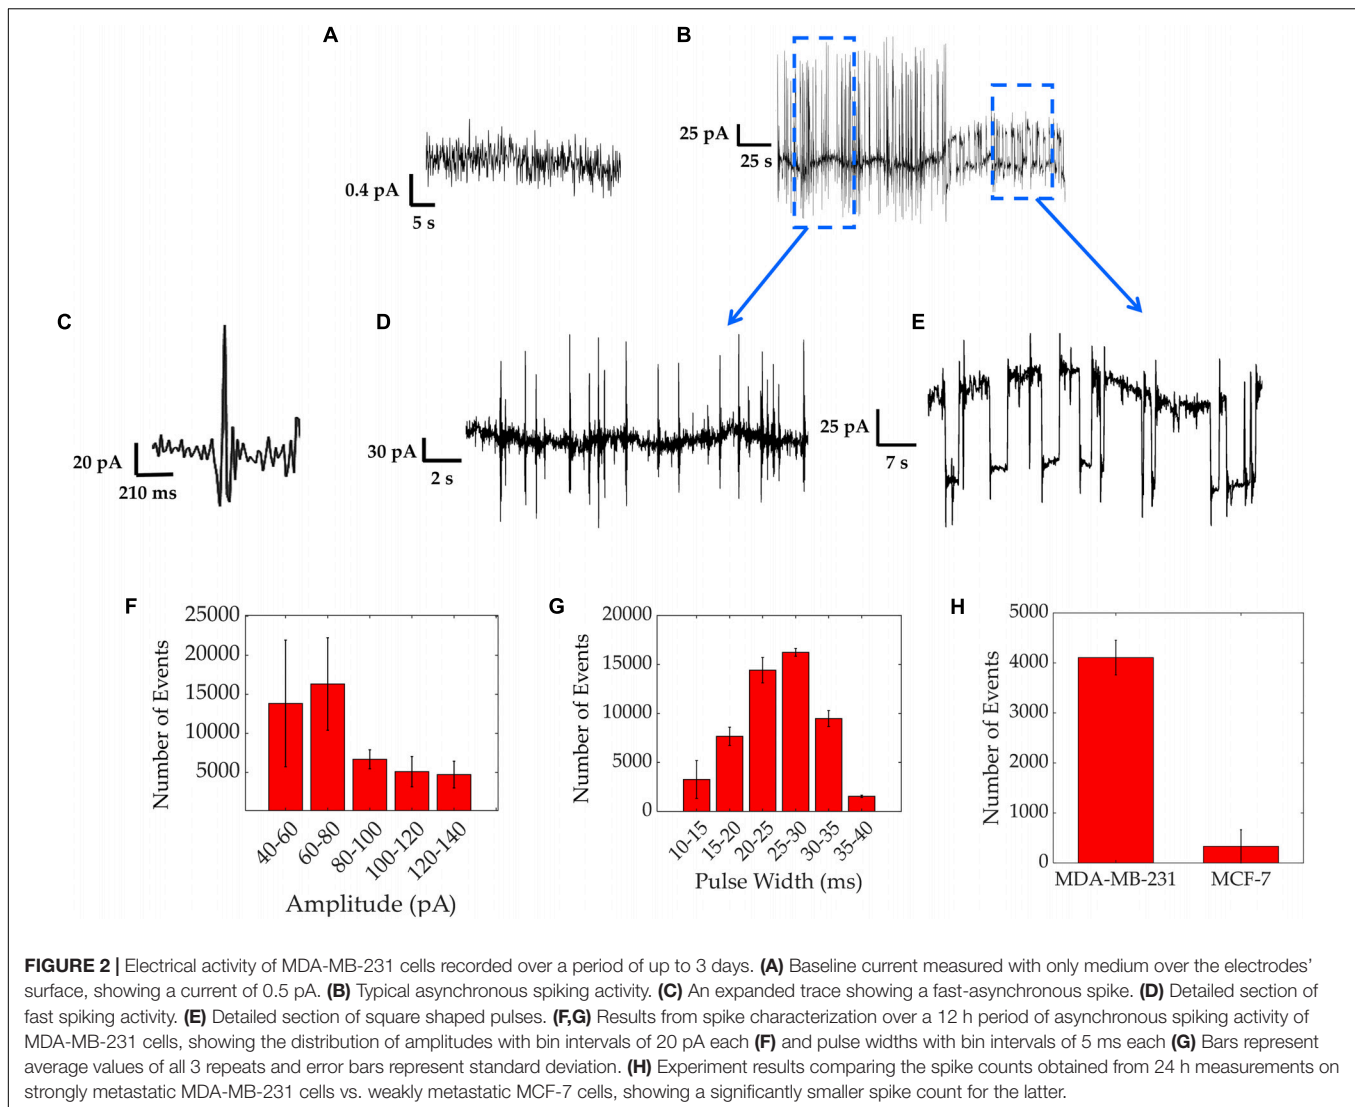 A
B
0.4 pA
5 s
25 pA
25 s
C
D
E
20 pA
210 ms
30 pA
2 s
25 pA
7 s
F
25000
20000
15000
10000
5000
Number of Events
40-60
60-80
80-100
100-120
120-140
Amplitude (pA)
G
20000
15000
10000
5000
0
Number of Events
10-15
15-20
20-25
25-30
30-35
35-40
Pulse Width (ms)
H
5000
4000
3000
2000
1000
0
Number of Events
MDA-MB-231
MCF-7
FIGURE 2 | Electrical activity of MDA-MB-231 cells recorded over a period of up to 3 days. (A) Baseline current measured with only medium over the electrodes'
surface, showing a current of 0.5 pA. (B) Typical asynchronous spiking activity. (C) An expanded trace showing a fast-asynchronous spike. (D) Detailed section of
fast spiking activity. (E) Detailed section of square shaped pulses. (F,G) Results from spike characterization over a 12 h period of asynchronous spiking activity of
MDA-MB-231 cells, showing the distribution of amplitudes with bin intervals of 20 pA each (F) and pulse widths with bin intervals of 5 ms each (G) Bars represent
average values of all 3 repeats and error bars represent standard deviation. (H) Experiment results comparing the spike counts obtained from 24 h measurements on
strongly metastatic MDA-MB-231 cells vs. weakly metastatic MCF-7 cells, showing a significantly smaller spike count for the latter.